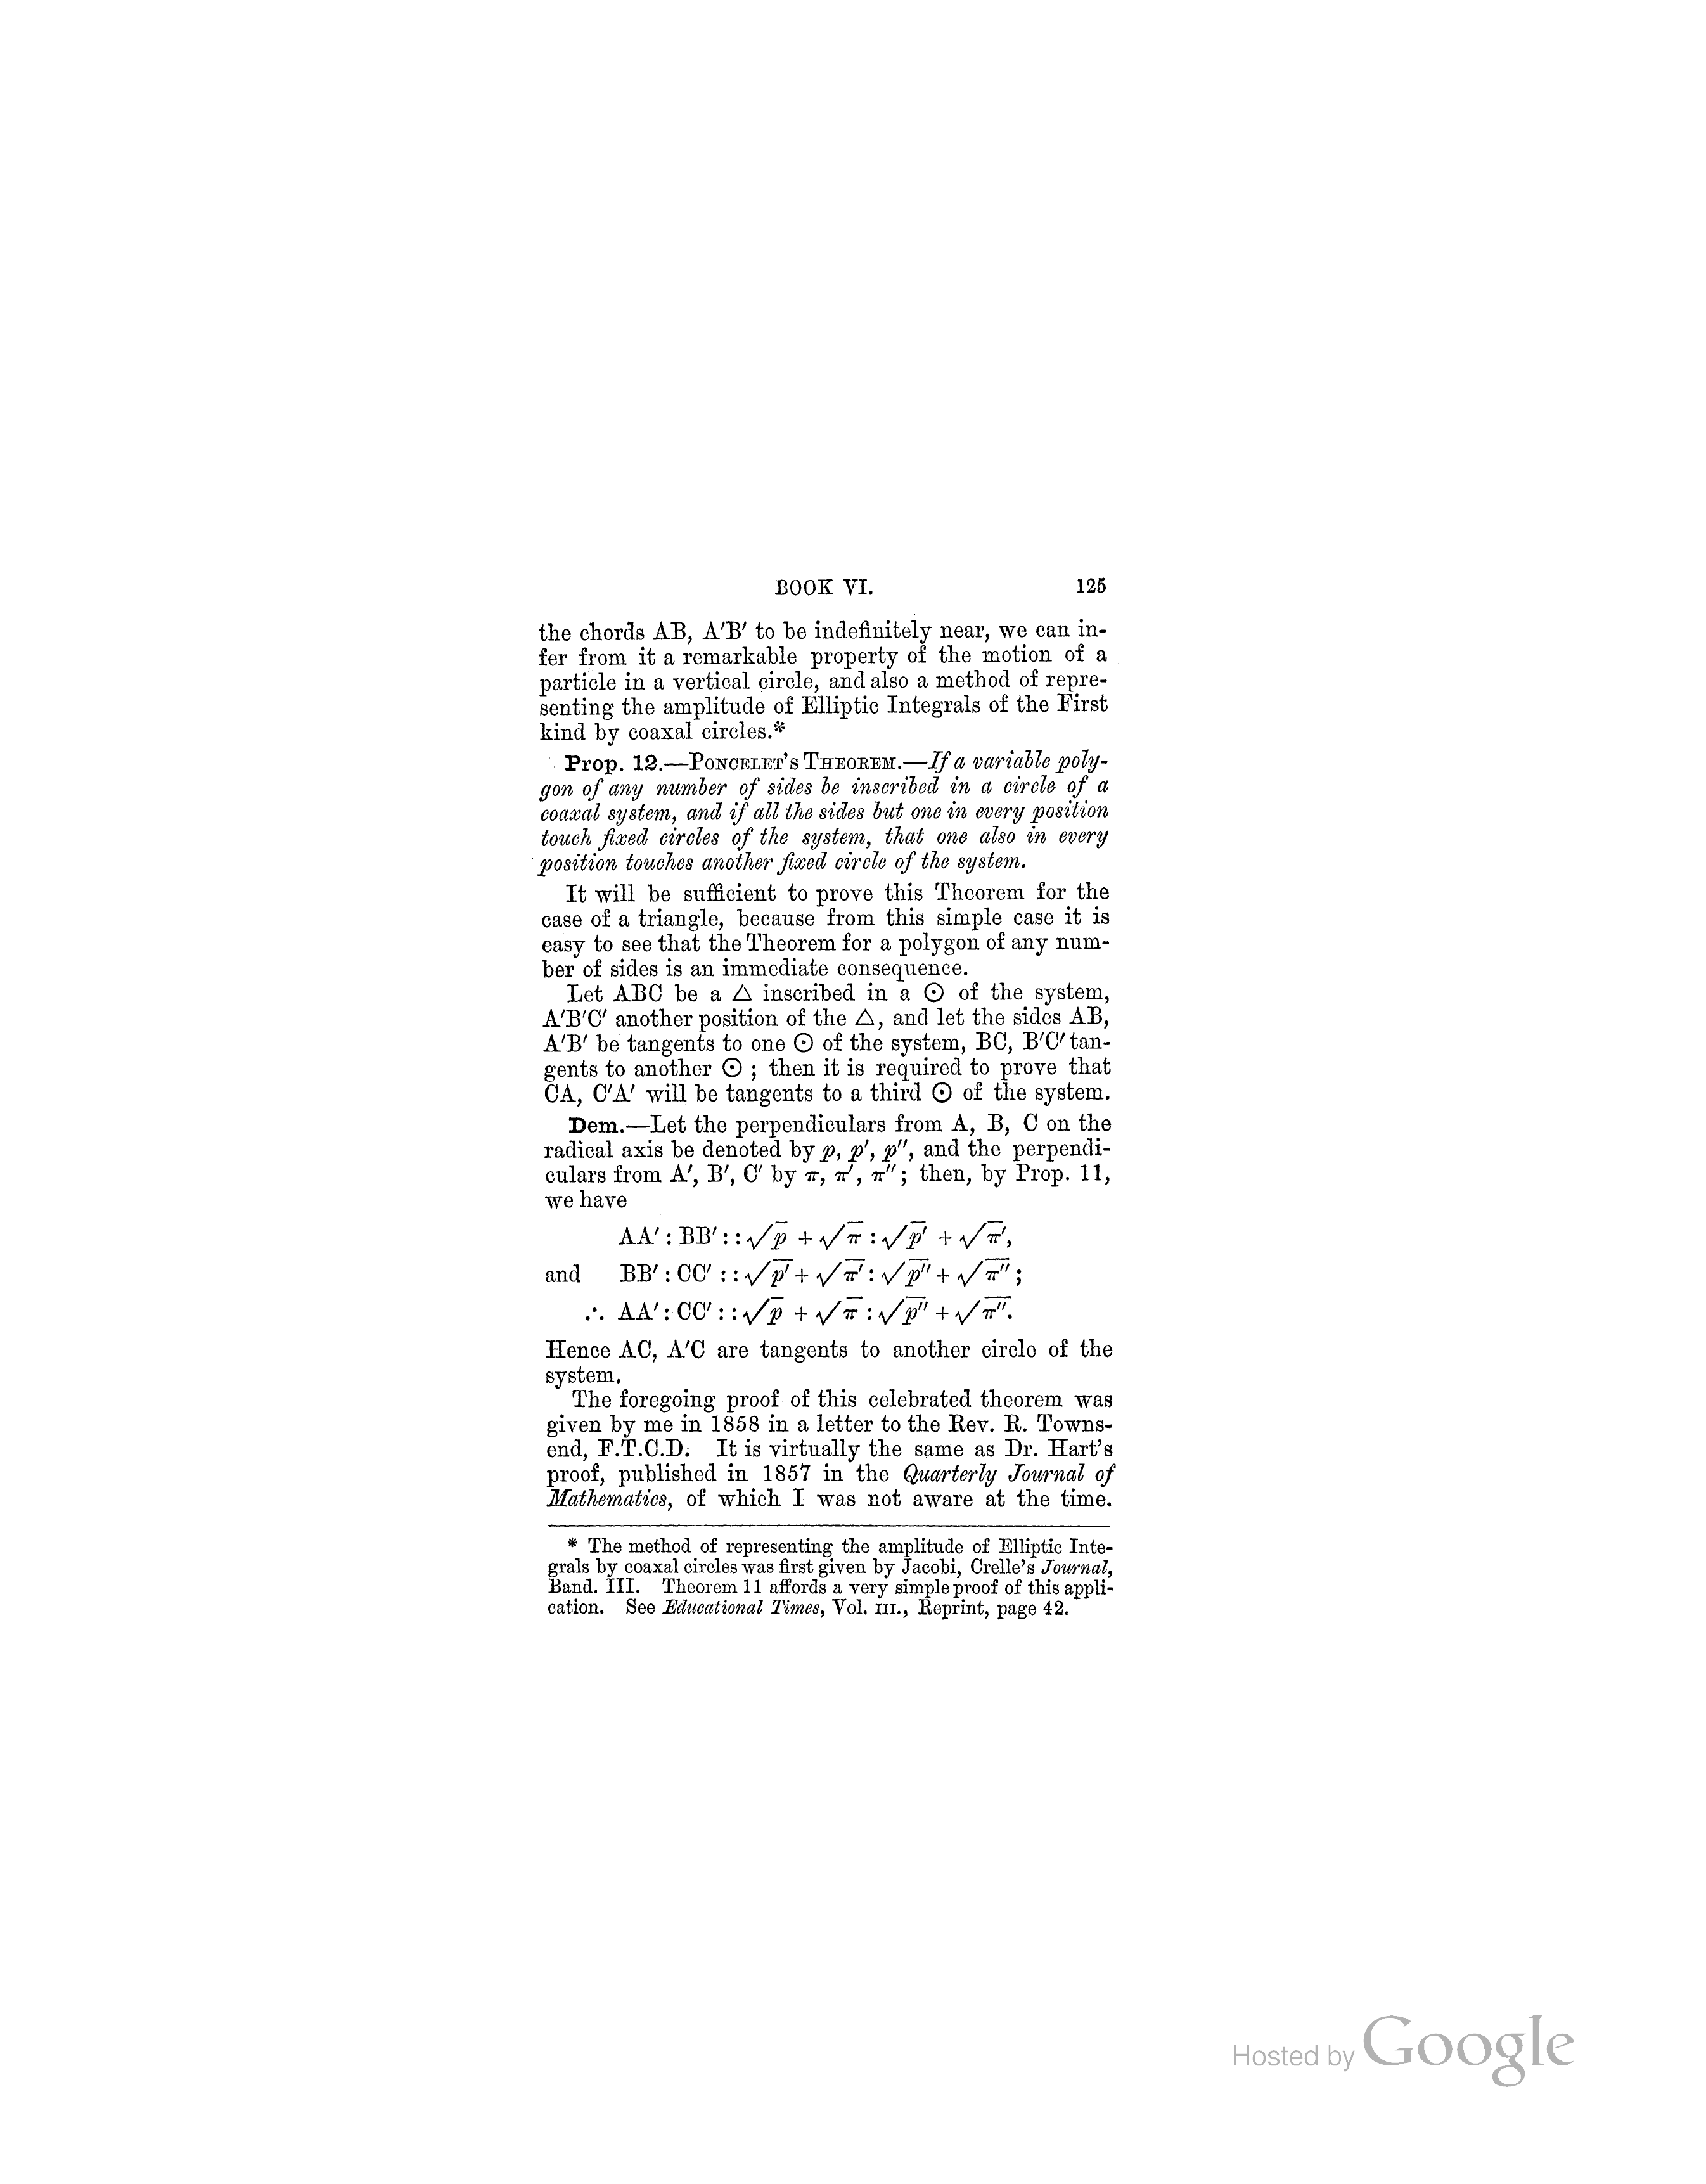 BOOK VI. 125
the chords AB, A′B′ to be indefinitely near, we can in-
fer from it a remarkable property of the motion of a
particle in a vertical circle, and also a method of repre-
senting the amplitude of Elliptic Integrals of the First
kind by coaxal circles.*
Prop. 12.—PONCELET'S THEOREM.—If a variable poly-
gon of any number of sides be inscribed in a circle of a
coaxal system, and if all the sides but one in every position
touch fixed circles of the system, that one also in every
position touches another fixed circle of the system.
It will be sufficient to prove this Theorem for the
case of a triangle, because from this simple case it is
easy to see that the Theorem for a polygon of any num-
ber of sides is an immediate consequence.
Let ABC be a △ inscribed in a ⊙ of the system,
A′B′C′ another position of the △, and let the sides AB,
A′B′ be tangents to one ⊙ of the system, BC, B′C′ tan-
gents to another ⊙ ; then it is required to prove that
CA, C′A′ will be tangents to a third ⊙ of the system.
Dem.—Let the perpendiculars from A, B, C on the
radical axis be denoted by p, p′, p″, and the perpendi-
culars from A′, B′, C′ by π, π′, π″ ; then, by Prop. 11,
we have
AA′ : BB′ : : √p + √π : √p′ + √π′,
and BB′ : CC′ : : √p′ + √π′ : √p″ + √π″ ;
∴ AA′ : CC′ : : √p + √π : √p″ + √π″.
Hence AC, A′C are tangents to another circle of the
system.
The foregoing proof of this celebrated theorem was
given by me in 1858 in a letter to the Rev. R. Towns-
end, F.T.C.D. It is virtually the same as Dr. Hart's
proof, published in 1857 in the Quarterly Journal of
Mathematics, of which I was not aware at the time.
* The method of representing the amplitude of Elliptic Inte-
grals by coaxal circles was first given by Jacobi, Crelle's Journal,
Band. III. Theorem 11 affords a very simple proof of this appli-
cation. See Educational Times, Vol. III., Reprint, page 42.
Hosted by Google